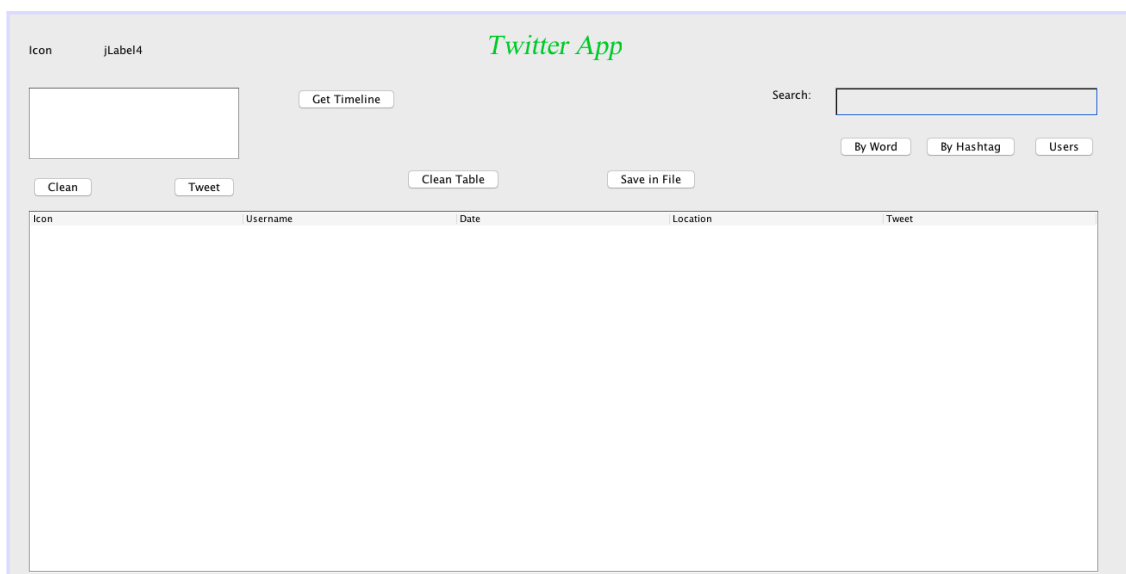 Icon jLabel4 Twitter App
Get Timeline Search:
By Word By Hashtag Users
Clean Tweet Clean Table Save in File
Icon Username Date Location Tweet